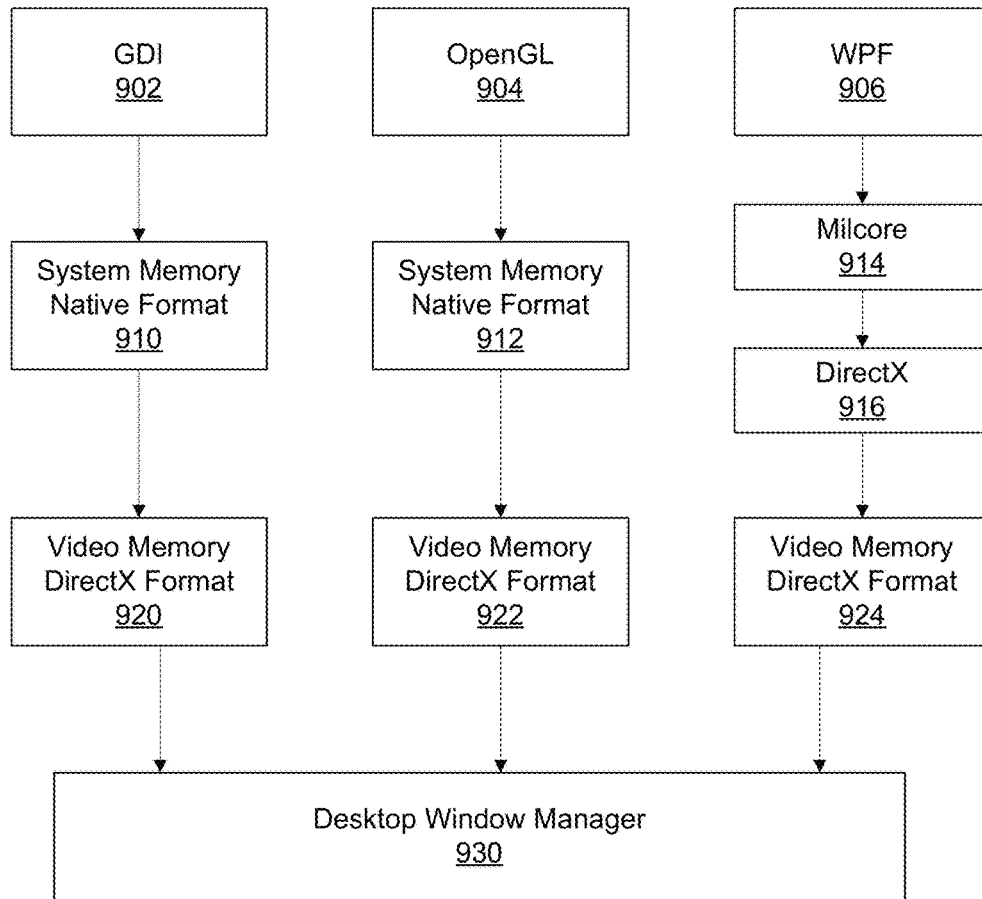 GDI
902
OpenGL
904
WPF
906
Milcore
914
System Memory
Native Format
910
System Memory
Native Format
912
DirectX
916
Video Memory
DirectX Format
920
Video Memory
DirectX Format
922
Video Memory
DirectX Format
924
Desktop Window Manager
930